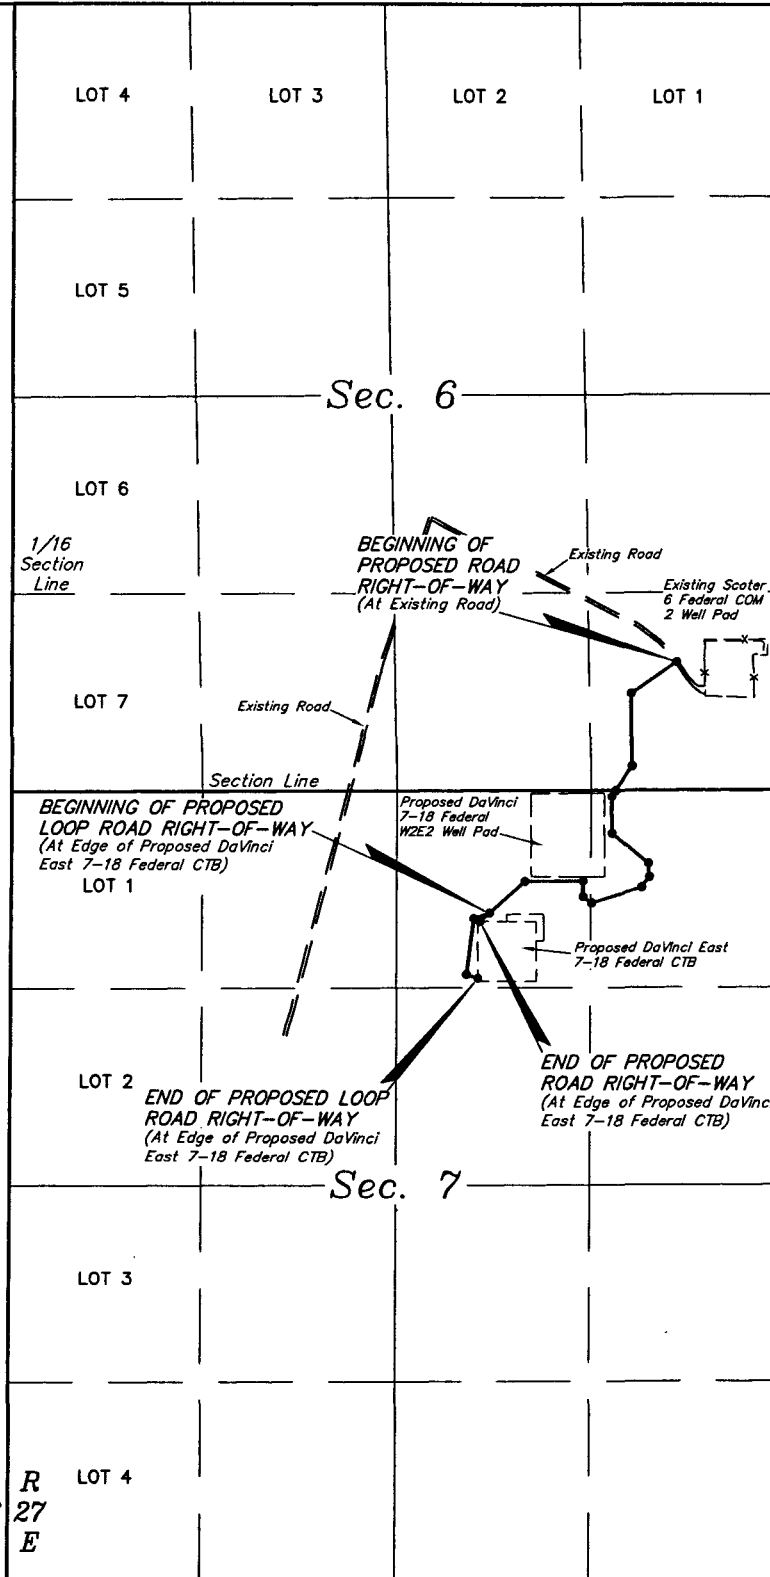 LOT 4
LOT 3
LOT 2
LOT 1
LOT 5
Sec. 6
LOT 6
1/16
Section
Line
BEGINNING OF
PROPOSED ROAD
RIGHT-OF-WAY
(At Existing Road)
Existing Road
Existing Scoter
6 Federal COM
2 Well Pad
LOT 7
Existing Road
Section Line
BEGINNING OF PROPOSED
LOOP ROAD RIGHT-OF-WAY
(At Edge of Proposed DaVinci
East 7-18 Federal CTB)
Proposed DaVinci
7-18 Federal
W2E2 Well Pad
LOT 1
Proposed DaVinci East
7-18 Federal CTB
LOT 2
END OF PROPOSED LOOP
ROAD RIGHT-OF-WAY
(At Edge of Proposed DaVinci
East 7-18 Federal CTB)
END OF PROPOSED
ROAD RIGHT-OF-WAY
(At Edge of Proposed DaVinci
East 7-18 Federal CTB)
Sec. 7
LOT 3
LOT 4
R
27
E